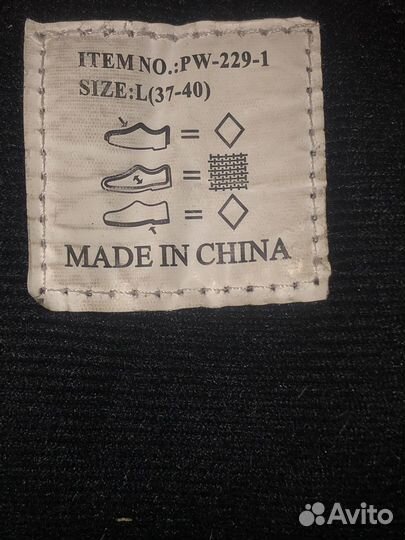 ITEM NO.:PW-229-1
SIZE:L(37-40)
MADE IN CHINA
Avito